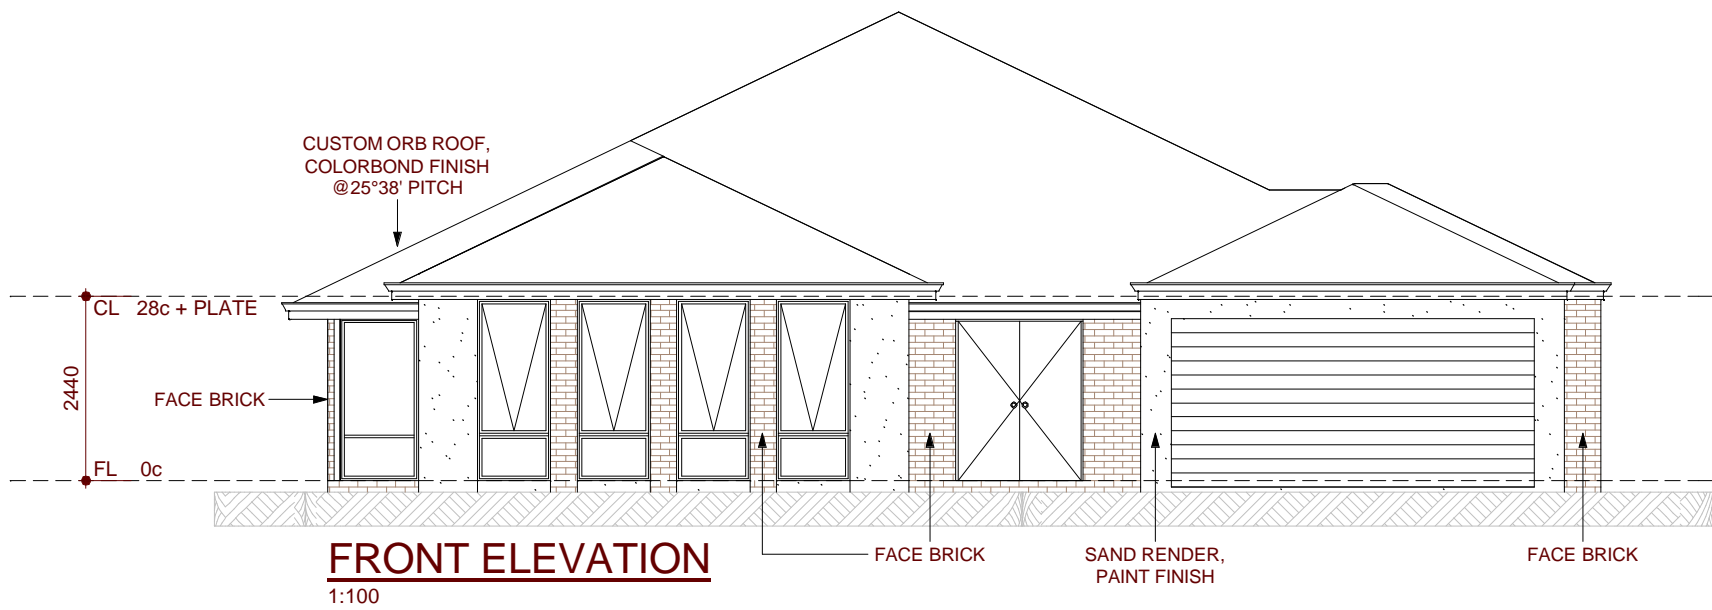 CUSTOM ORB ROOF,
COLORBOND FINISH
@25°38' PITCH
CL 28c + PLATE
2440
FACE BRICK
FL 0c
FRONT ELEVATION
1:100
FACE BRICK
SAND RENDER,
PAINT FINISH
FACE BRICK